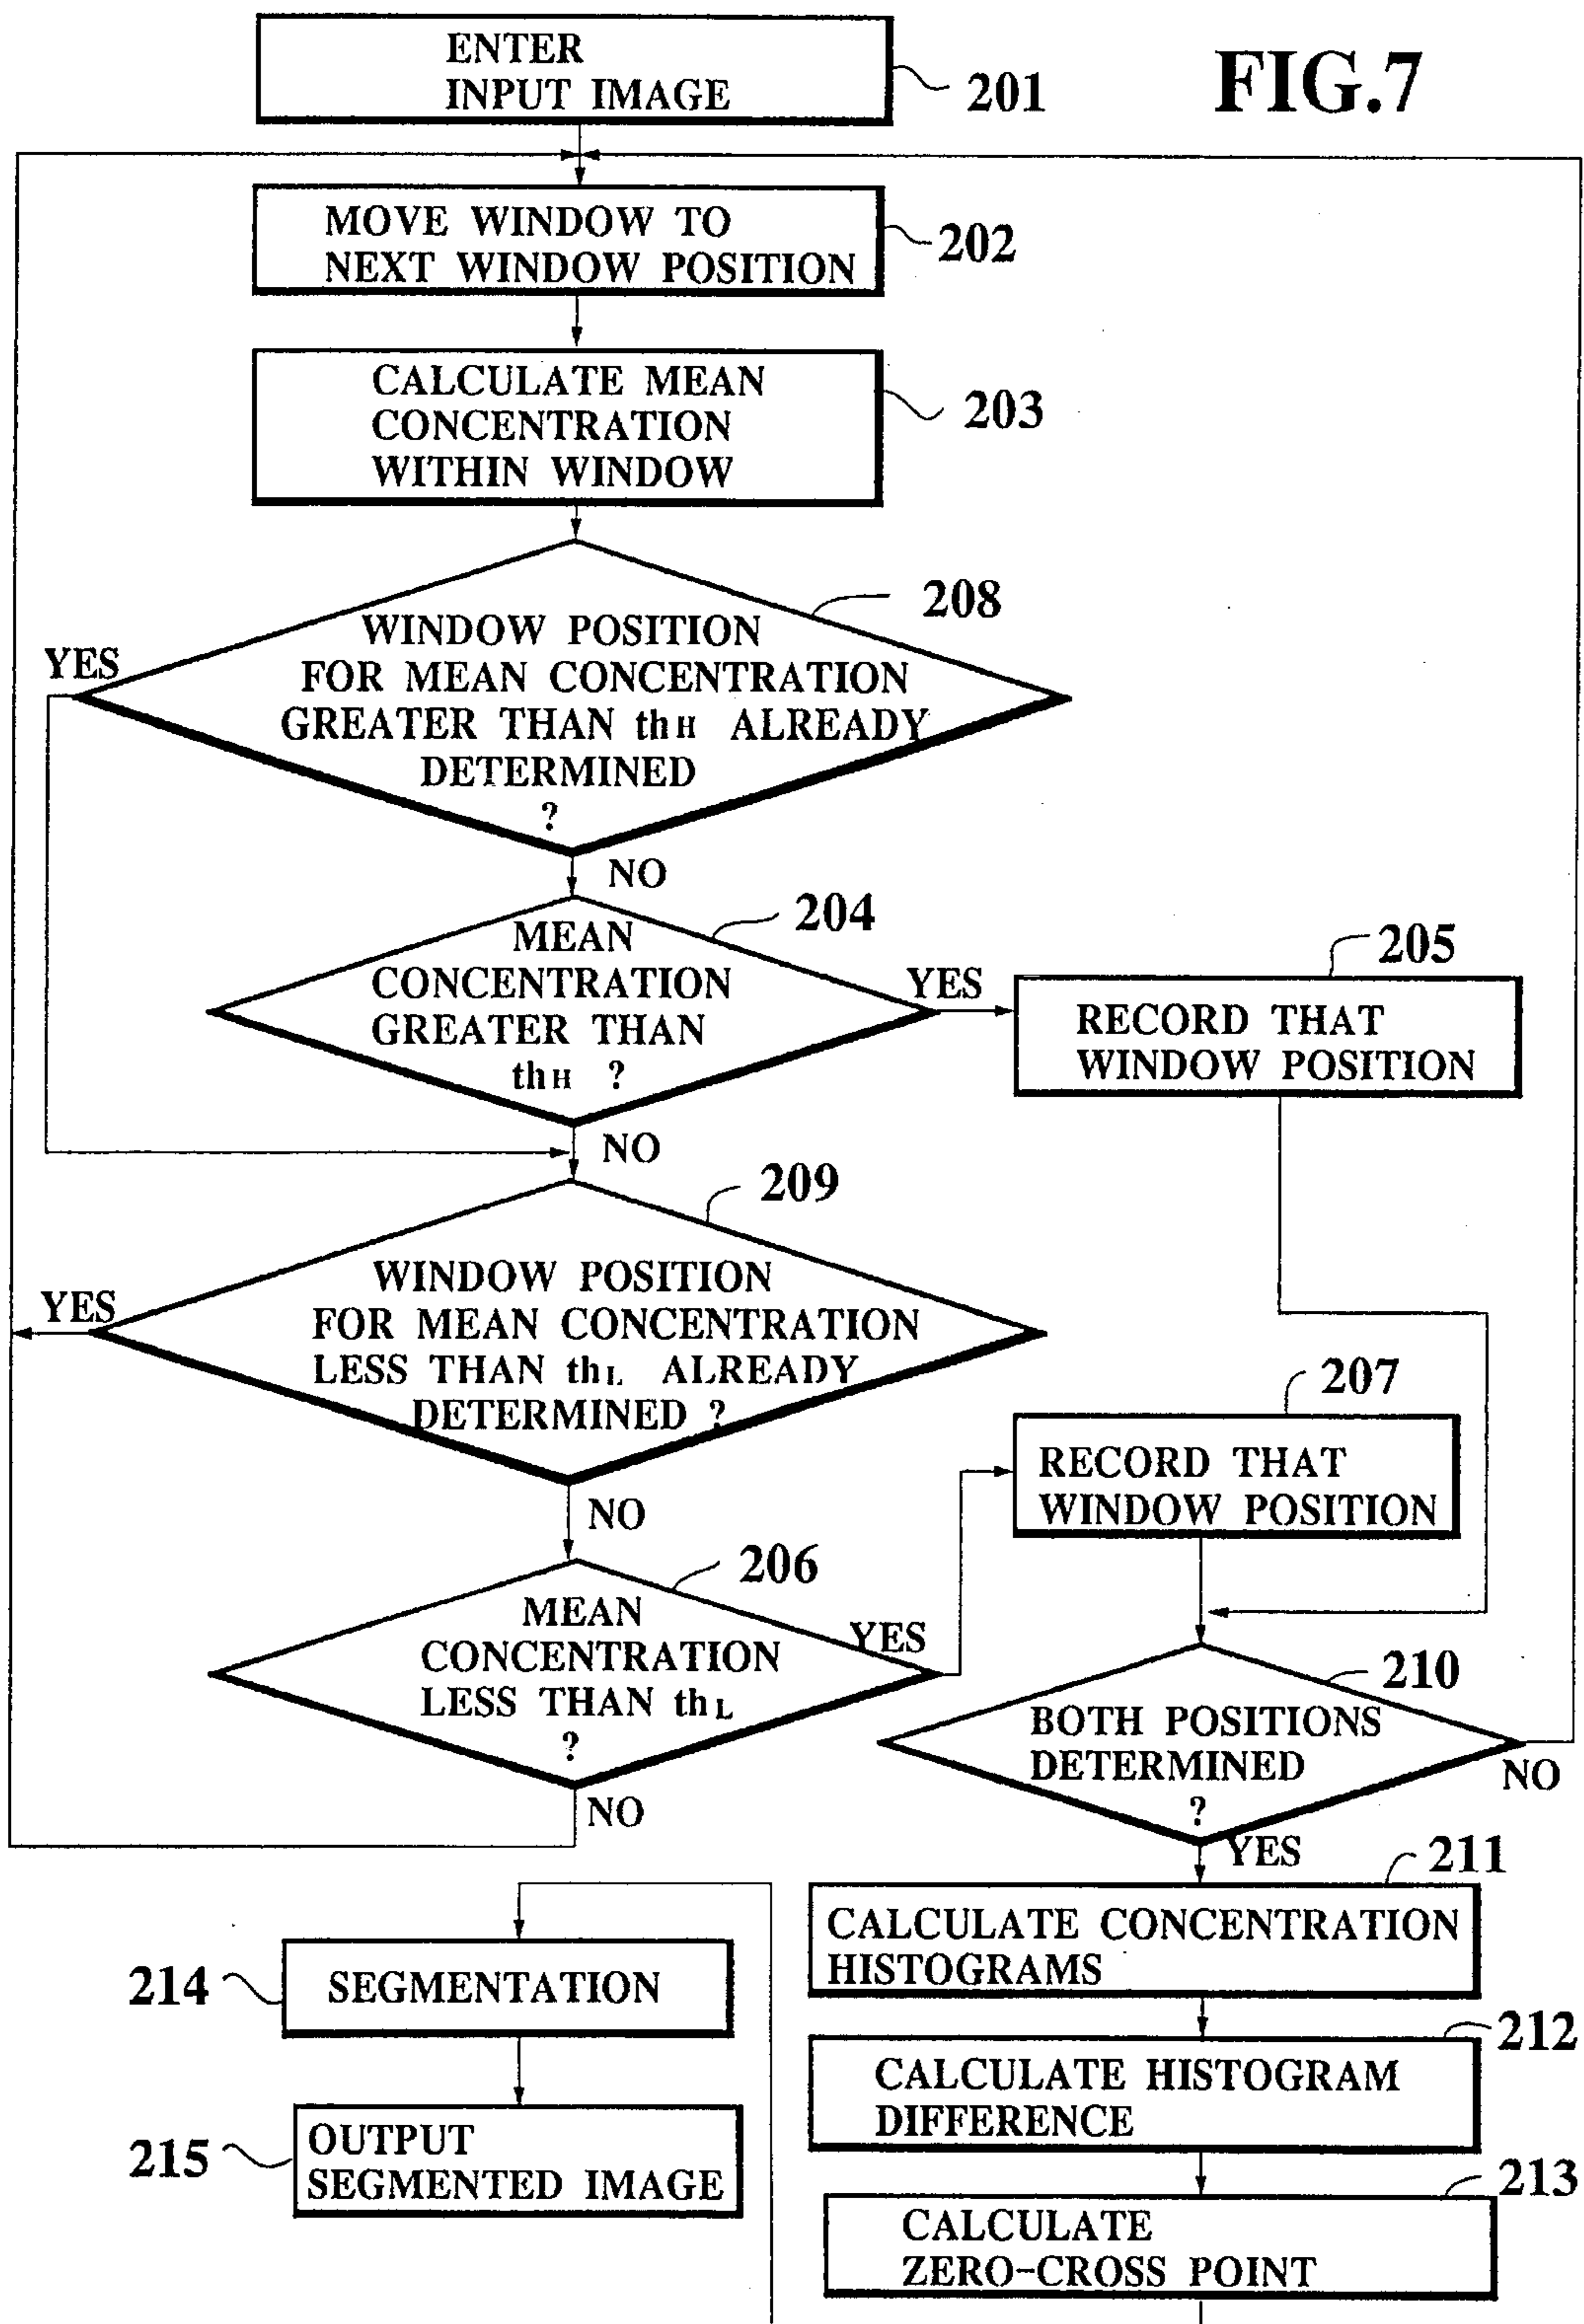 FIG.7
ENTER
INPUT IMAGE
201
MOVE WINDOW TO
NEXT WINDOW POSITION
202
CALCULATE MEAN
CONCENTRATION
WITHIN WINDOW
203
208
WINDOW POSITION
FOR MEAN CONCENTRATION
GREATER THAN thH ALREADY
DETERMINED
?
YES
NO
204
MEAN
CONCENTRATION
GREATER THAN
thH ?
YES
205
RECORD THAT
WINDOW POSITION
NO
209
WINDOW POSITION
FOR MEAN CONCENTRATION
LESS THAN thL ALREADY
DETERMINED ?
YES
207
RECORD THAT
WINDOW POSITION
NO
206
MEAN
CONCENTRATION
LESS THAN thL
?
YES
NO
210
BOTH POSITIONS
DETERMINED
?
NO
YES
211
CALCULATE CONCENTRATION
HISTOGRAMS
212
CALCULATE HISTOGRAM
DIFFERENCE
213
CALCULATE
ZERO-CROSS POINT
214
SEGMENTATION
215
OUTPUT
SEGMENTED IMAGE